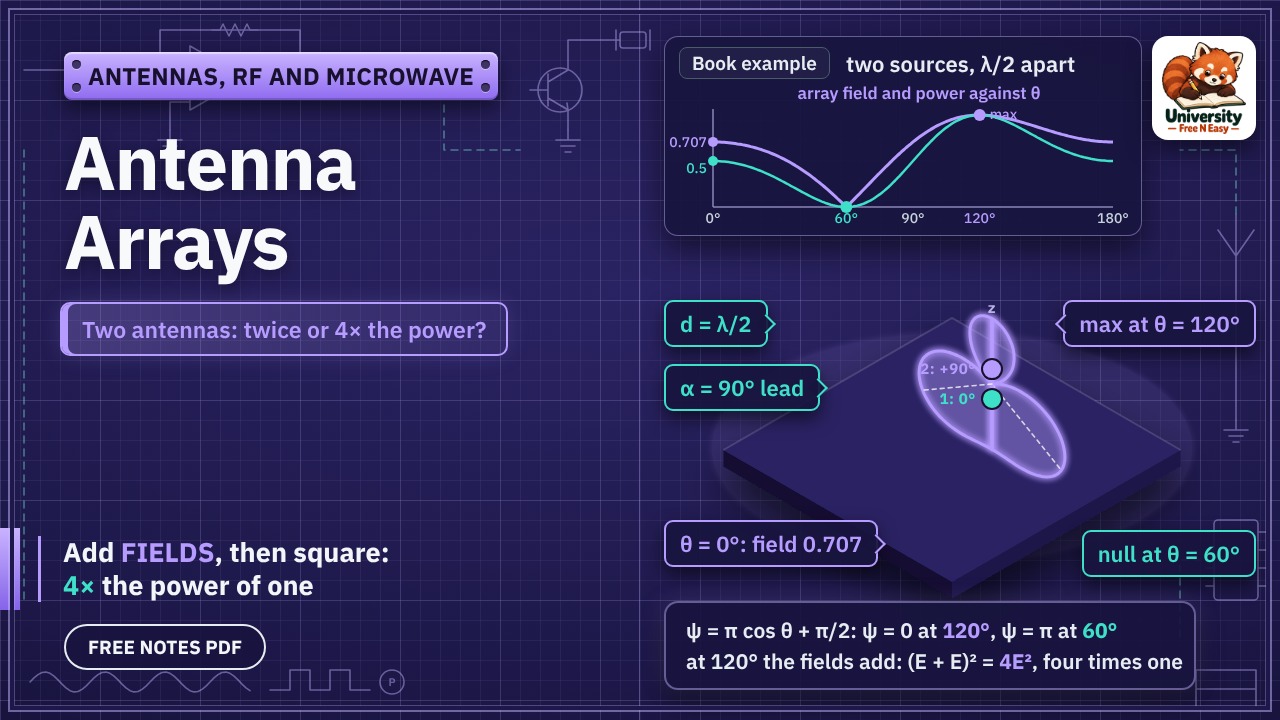 ANTENNAS, RF AND MICROWAVE
Antenna
Arrays
Two antennas: twice or 4× the power?
Add FIELDS, then square:
4× the power of one
FREE NOTES PDF
P
Book example
two sources, λ/2 apart
array field and power against θ
max
0.707
0.5
0°
60°
90°
120°
180°
University
Free N Easy
d = λ/2
α = 90° lead
z
max at θ = 120°
2: +90°
1: 0°
θ = 0°: field 0.707
null at θ = 60°
ψ = π cos θ + π/2: ψ = 0 at 120°, ψ = π at 60°
at 120° the fields add: (E + E)² = 4E², four times one